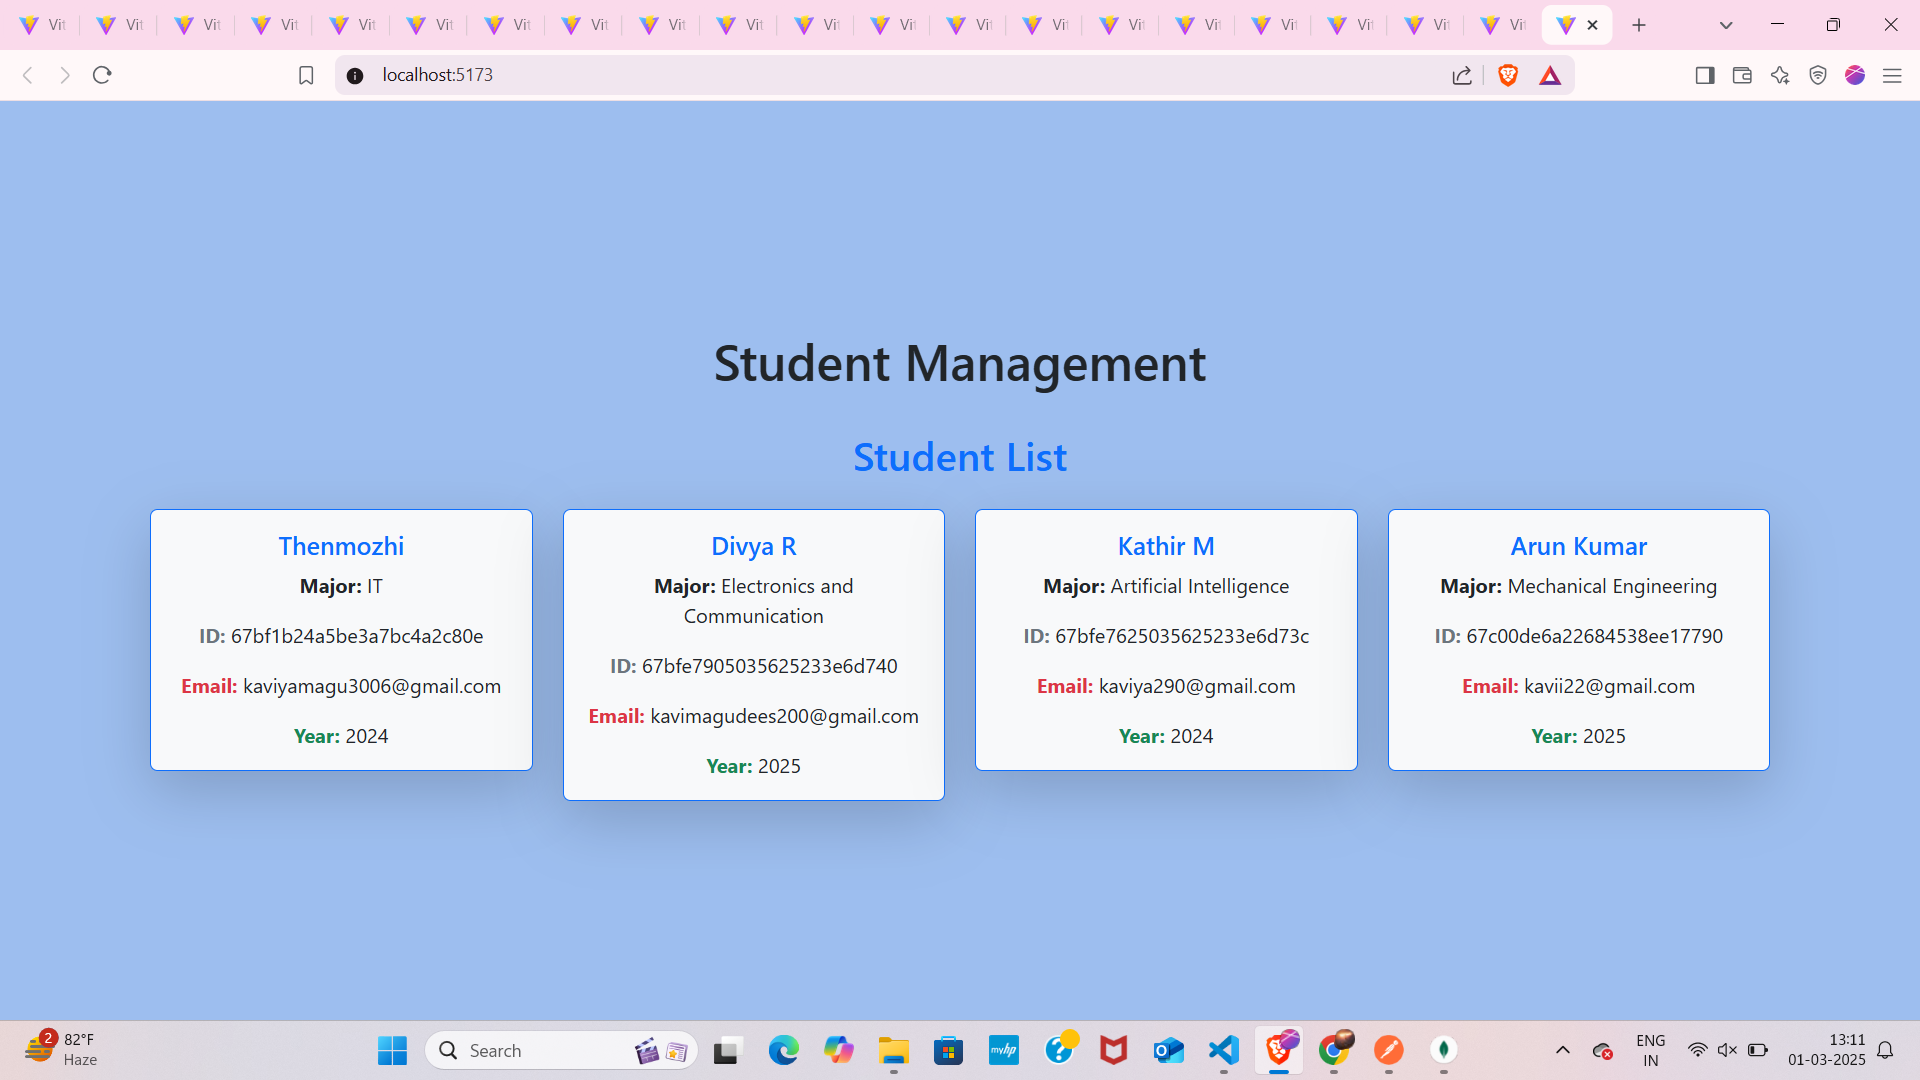 Vit Vit Vit Vit Vit Vit Vit Vit Vit Vit Vit Vit Vit Vit Vit Vit Vit Vit Vit Vit
localhost:5173
Student Management
Student List
Thenmozhi
Major: IT
ID: 67bf1b24a5be3a7bc4a2c80e
Email: kaviyamagu3006@gmail.com
Year: 2024
Divya R
Major: Electronics and
Communication
ID: 67bfe7905035625233e6d740
Email: kavimagudees200@gmail.com
Year: 2025
Kathir M
Major: Artificial Intelligence
ID: 67bfe7625035625233e6d73c
Email: kaviya290@gmail.com
Year: 2024
Arun Kumar
Major: Mechanical Engineering
ID: 67c00de6a22684538ee17790
Email: kavii22@gmail.com
Year: 2025
2
82°F
Haze
Search
myhp
ENG
IN
13:11
01-03-2025